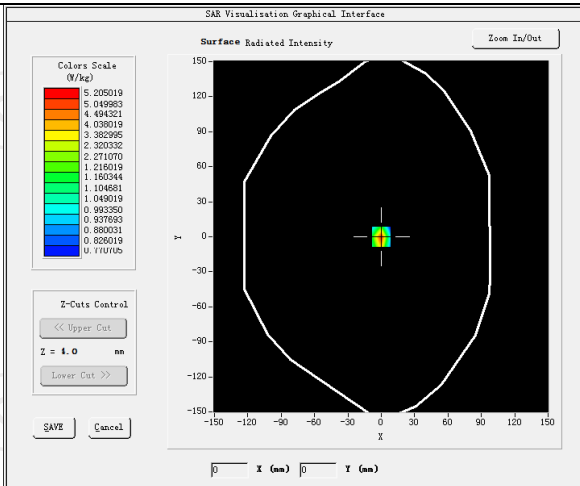 SAR Visualisation Graphical Interface
Surface Radiated Intensity
Zoom In/Out
Colors Scale
(W/kg)
5.205019
5.049983
4.494321
4.038019
3.382995
2.320332
2.271070
1.216019
1.160344
1.104681
1.049019
0.993350
0.937693
0.880031
0.826019
0.770705
150
90
60
30
0
-30
-60
-90
-120
-150
Y
-150 -120 -90 -60 -30 0 30 60 90 120 150
X
Z-Cuts Control
<< Upper Cut
Z = 4.0 mm
Lower Cut >>
SAVE Cancel
0 X (mm) 0 Y (mm)